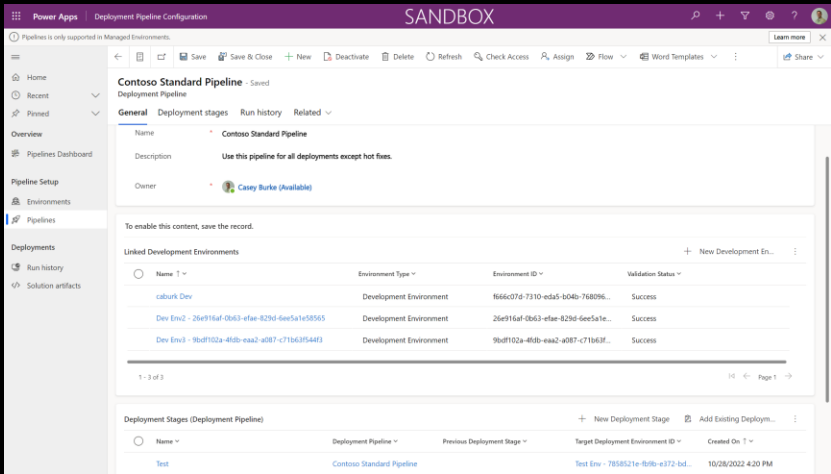 Power Apps Deployment Pipeline Configuration SANDBOX
Pipelines is only supported in Managed Environments. Learn more
Save Save & Close New Deactivate Delete Refresh Check Access Assign Flow Word Templates Share
Home
Recent
Pinned
Overview
Pipelines Dashboard
Pipeline Setup
Environments
Pipelines
Deployments
Run history
Solution artifacts
Contoso Standard Pipeline - Saved
Deployment Pipeline
General Deployment stages Run history Related
Name * Contoso Standard Pipeline
Description Use this pipeline for all deployments except hot fixes.
Owner * Casey Burke (Available)
To enable this content, save the record.
Linked Development Environments + New Development En...
Name ↑ Environment Type Environment ID Validation Status
caburk Dev Development Environment f666c07d-7310-eda5-b04b-768096... Success
Dev Env2 - 26e916af-0b63-efae-829d-6ee5a1e58565 Development Environment 26e916af-0b63-efae-829d-6ee5a1e... Success
Dev Env3 - 9bdf102a-4fdb-eaa2-a087-c71b63f544f3 Development Environment 9bdf102a-4fdb-eaa2-a087-c71b63f... Success
1 - 3 of 3 Page 1
Deployment Stages (Deployment Pipeline) + New Deployment Stage Add Existing Deploym...
Name Deployment Pipeline Previous Deployment Stage Target Deployment Environment ID Created On ↑
Test Contoso Standard Pipeline Test Env - 7858521e-fb9b-e372-bd... 10/28/2022 4:20 PM